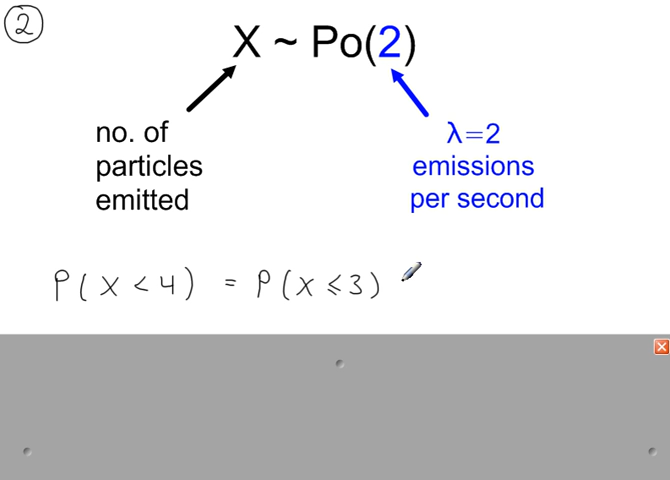 2
X ~ Po(2)
no. of
particles
emitted
λ=2
emissions
per second
P(X < 4) = P(X ≤ 3)